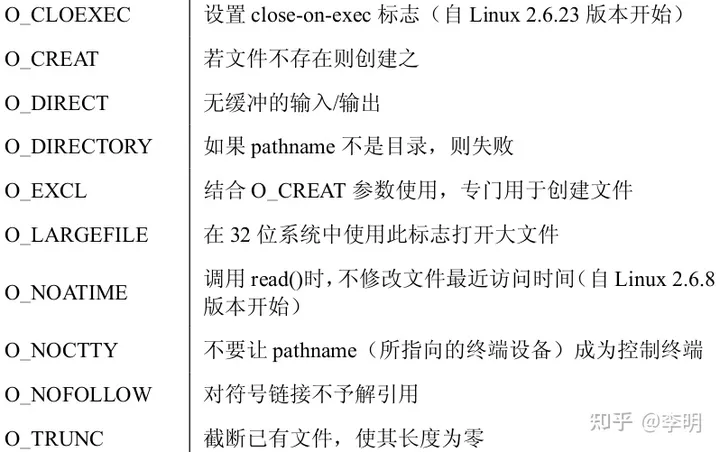 O_CLOEXEC 设置 close-on-exec 标志（自 Linux 2.6.23 版本开始）
O_CREAT 若文件不存在则创建之
O_DIRECT 无缓冲的输入/输出
O_DIRECTORY 如果 pathname 不是目录，则失败
O_EXCL 结合 O_CREAT 参数使用，专门用于创建文件
O_LARGEFILE 在 32 位系统中使用此标志打开大文件
O_NOATIME 调用 read()时，不修改文件最近访问时间（自 Linux 2.6.8
版本开始）
O_NOCTTY 不要让 pathname（所指向的终端设备）成为控制终端
O_NOFOLLOW 对符号链接不予解引用
O_TRUNC 截断已有文件，使其长度为零
知乎 @李明